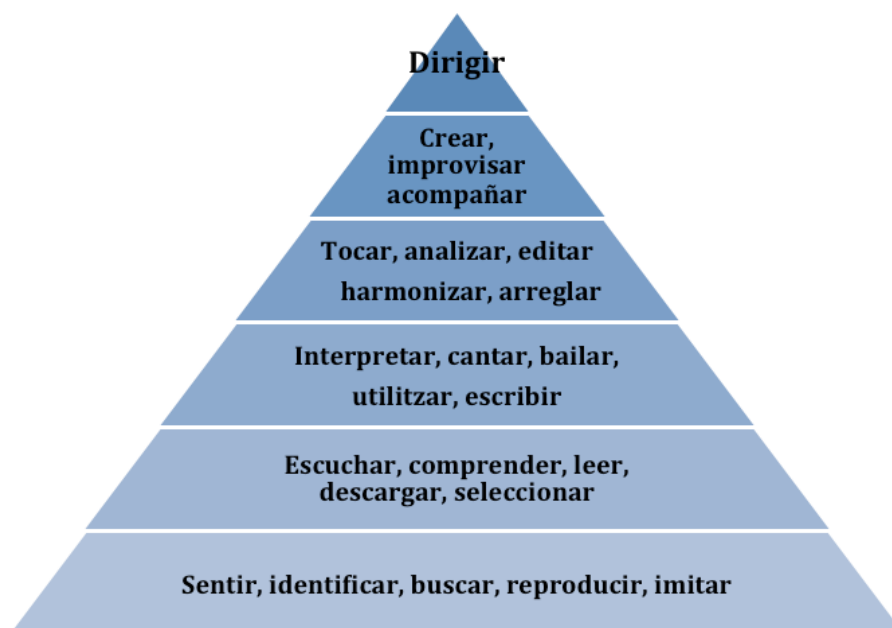 Dirigir
Crear,
improvisar
acompañar
Tocar, analizar, editar
harmonizar, arreglar
Interpretar, cantar, bailar,
utilitzar, escribir
Escuchar, comprender, leer,
descargar, seleccionar
Sentir, identificar, buscar, reproducir, imitar